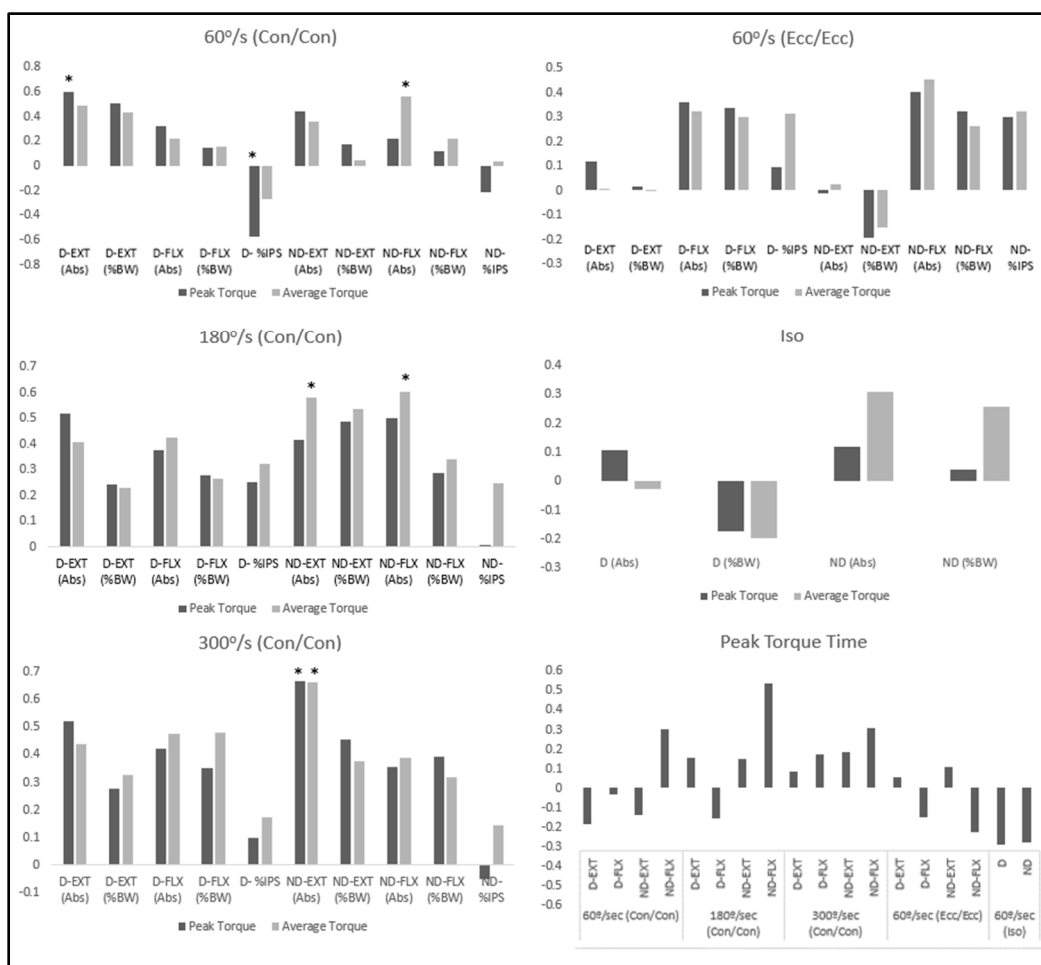 60º/s (Con/Con)
0.8
0.6
0.4
0.2
0
-0.2
-0.4
-0.6
-0.8
*
*
*
D-EXT (Abs)
D-EXT (%BW)
D-FLX (Abs)
D-FLX (%BW)
D- %IPS
ND-EXT (Abs)
ND-EXT (%BW)
ND-FLX (Abs)
ND-FLX (%BW)
ND- %IPS
Peak Torque
Average Torque
60º/s (Ecc/Ecc)
0.5
0.4
0.3
0.2
0.1
0
-0.1
-0.2
-0.3
D-EXT (Abs)
D-EXT (%BW)
D-FLX (Abs)
D-FLX (%BW)
D- %IPS
ND-EXT (Abs)
ND-EXT (%BW)
ND-FLX (Abs)
ND-FLX (%BW)
ND- %IPS
Peak Torque
Average Torque
180º/s (Con/Con)
0.7
0.6
0.5
0.4
0.3
0.2
0.1
0
*
*
D-EXT (Abs)
D-EXT (%BW)
D-FLX (Abs)
D-FLX (%BW)
D- %IPS
ND-EXT (Abs)
ND-EXT (%BW)
ND-FLX (Abs)
ND-FLX (%BW)
ND- %IPS
Peak Torque
Average Torque
Iso
0.4
0.3
0.2
0.1
0
-0.1
-0.2
-0.3
D (Abs)
D (%BW)
ND (Abs)
ND (%BW)
Peak Torque
Average Torque
300º/s (Con/Con)
0.7
0.6
0.5
0.4
0.3
0.2
0.1
0
-0.1
* *
D-EXT (Abs)
D-EXT (%BW)
D-FLX (Abs)
D-FLX (%BW)
D- %IPS
ND-EXT (Abs)
ND-EXT (%BW)
ND-FLX (Abs)
ND-FLX (%BW)
ND- %IPS
Peak Torque
Average Torque
Peak Torque Time
0.6
0.5
0.4
0.3
0.2
0.1
0
-0.1
-0.2
-0.3
-0.4
-0.5
-0.6
D-EXT
D-FLX
ND-EXT
ND-FLX
D-EXT
D-FLX
ND-EXT
ND-FLX
D-EXT
D-FLX
ND-EXT
ND-FLX
D-EXT
D-FLX
ND-EXT
ND-FLX
D
ND
60º/sec (Con/Con)
180º/sec (Con/Con)
300º/sec (Con/Con)
60º/sec (Ecc/Ecc)
60º/sec (Iso)